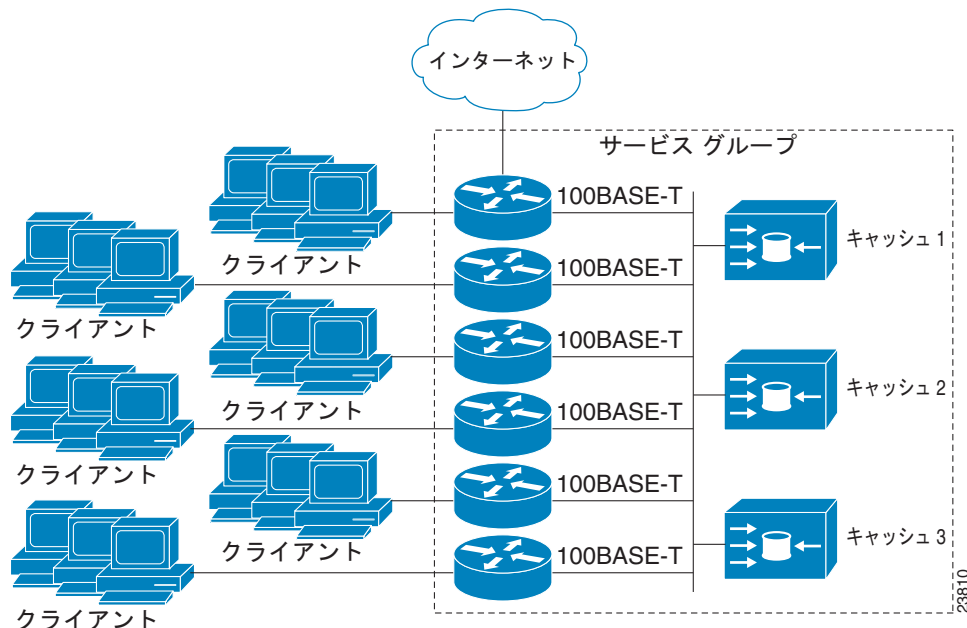 インターネット
サービス グループ
100BASE-T
キャッシュ 1
クライアント
100BASE-T
クライアント
100BASE-T
キャッシュ 2
クライアント
100BASE-T
クライアント
100BASE-T
キャッシュ 3
クライアント
100BASE-T
クライアント
23810